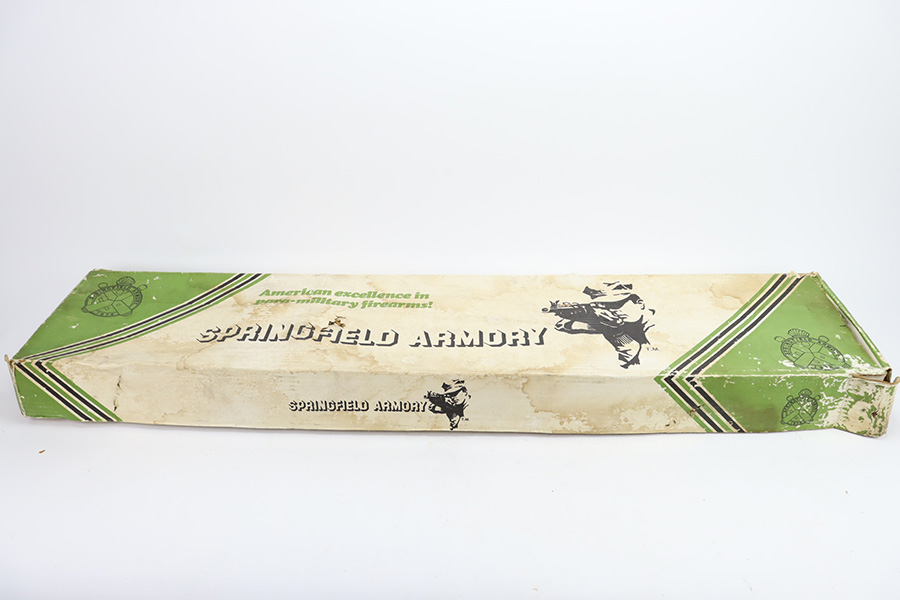 American excellence in
para-military firearms!
SPRINGFIELD ARMORY
T.M.
SPRINGFIELD ARMORY
T.M.